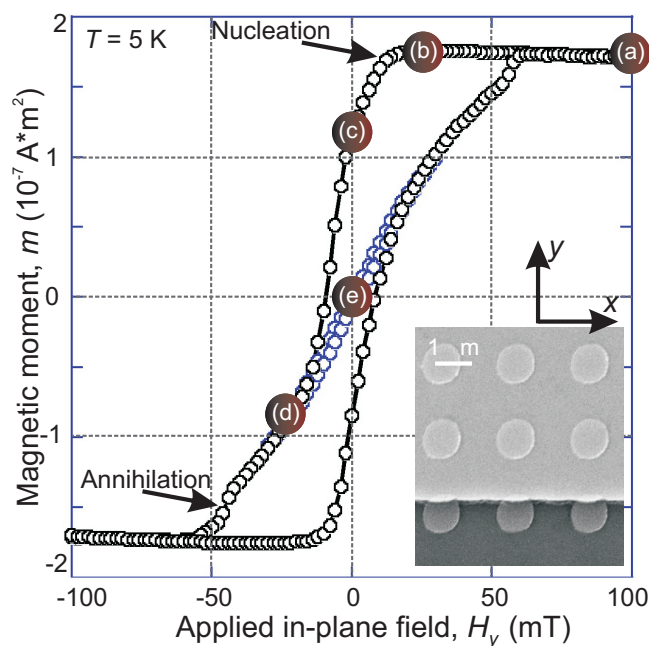 2
T = 5 K
Nucleation
(b)
(a)
(c)
1
y
x
(e)
0
1 m
(d)
-1
Annihilation
-2
-100
-50
0
50
100
Magnetic moment, m (10⁻⁷ A*m²)
Applied in-plane field, Hy (mT)